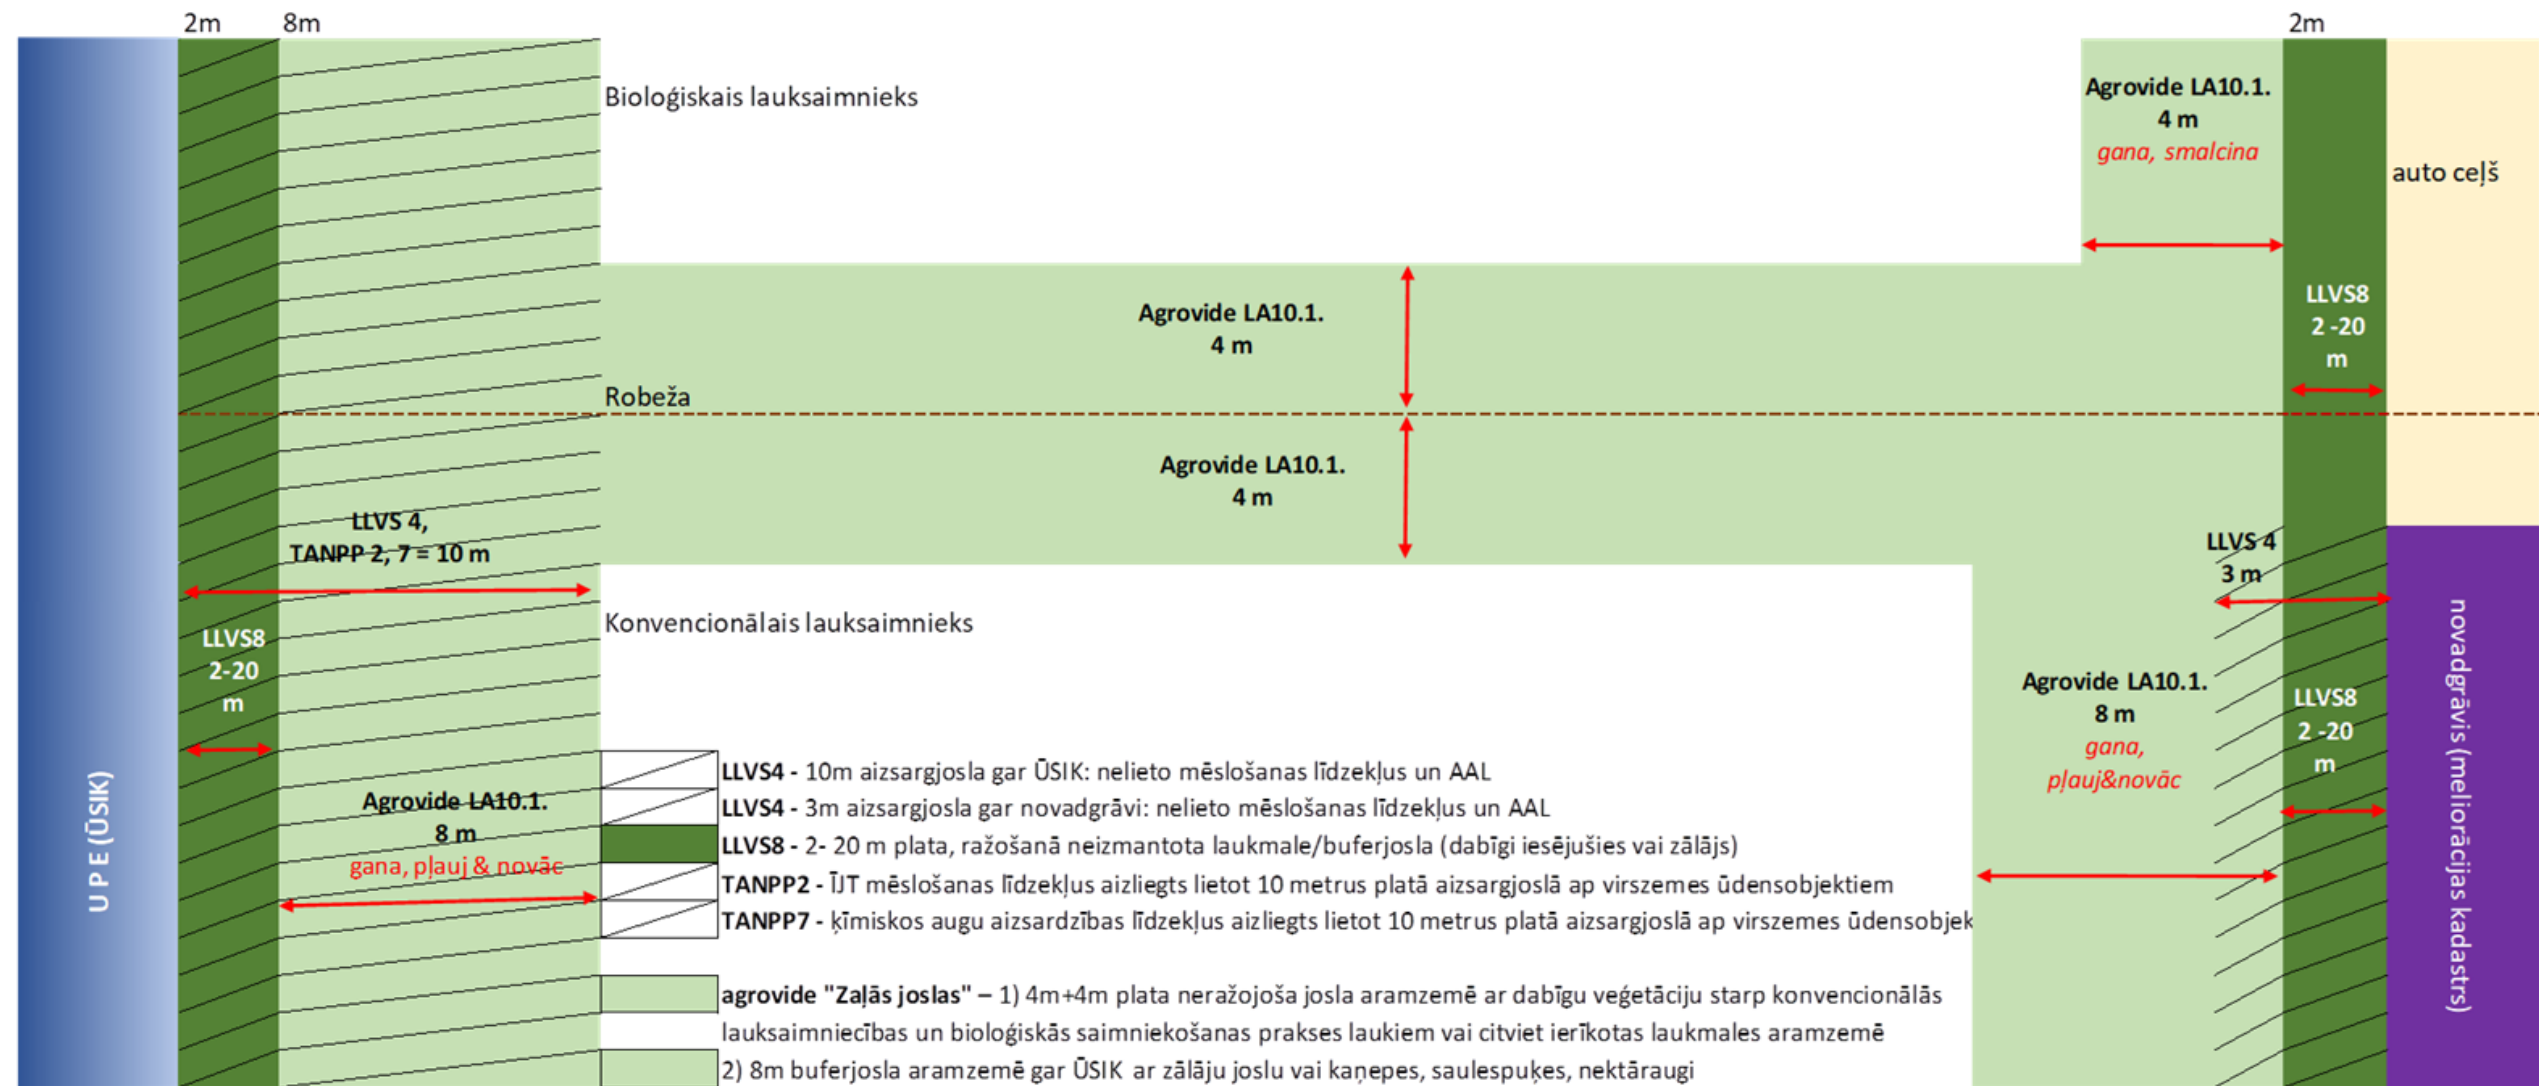 2m 8m 2m
Bioloģiskais lauksaimnieks
Agrovide LA10.1.
4 m
gana, smalcina
auto ceļš
Agrovide LA10.1.
4 m
LLVS8
2 -20
m
Robeža
Agrovide LA10.1.
4 m
LLVS 4,
TANPP 2, 7 = 10 m
LLVS 4
3 m
Konvencionālais lauksaimnieks
LLVS8
2-20
m
Agrovide LA10.1.
8 m
gana,
pļauj&novāc
LLVS8
2 -20
m
novadgrāvis (meliorācijas kadastrs)
U P E (ŪSIK)
Agrovide LA10.1.
8 m
gana, pļauj & novāc
LLVS4 - 10m aizsargjosla gar ŪSIK: nelieto mēslošanas līdzekļus un AAL
LLVS4 - 3m aizsargjosla gar novadgrāvi: nelieto mēslošanas līdzekļus un AAL
LLVS8 - 2- 20 m plata, ražošanā neizmantota laukmale/buferjosla (dabīgi iesējušies vai zālājs)
TANPP2 - ĪJT mēslošanas līdzekļus aizliegts lietot 10 metrus platā aizsargjoslā ap virszemes ūdensobjektiem
TANPP7 - ķīmiskos augu aizsardzības līdzekļus aizliegts lietot 10 metrus platā aizsargjoslā ap virszemes ūdensobjek
agrovide "Zaļās joslas" – 1) 4m+4m plata neražojoša josla aramzemē ar dabīgu veģetāciju starp konvencionālās
lauksaimniecības un bioloģiskās saimniekošanas prakses laukiem vai citviet ierīkotas laukmales aramzemē
2) 8m buferjosla aramzemē gar ŪSIK ar zālāju joslu vai kaņepes, saulespuķes, nektāraugi